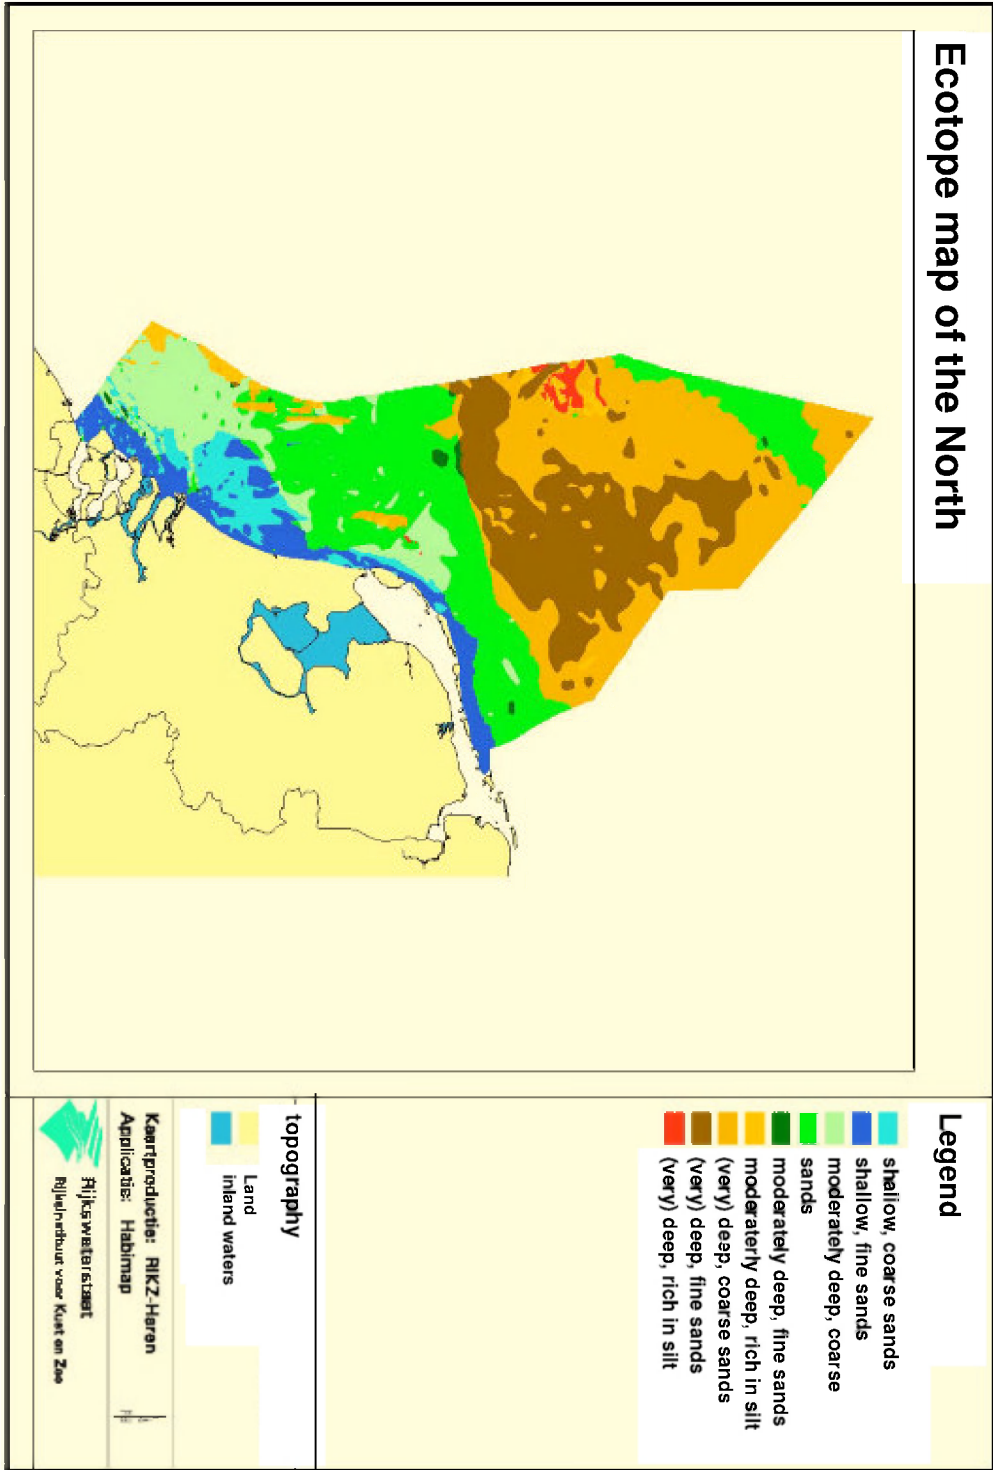 Ecotope map of the North
Legend
shallow, coarse sands
shallow, fine sands
moderately deep, coarse
sands
moderately deep, fine sands
moderaterly deep, rich in silt
(very) deep, coarse sands
(very) deep, fine sands
(very) deep, rich in silt
topography
Land
inland waters
Kaartproductie: RIKZ-Haren
Applicatie: Habimap
Rijkswaterstaat
Rijksinstituut voor Kust en Zee